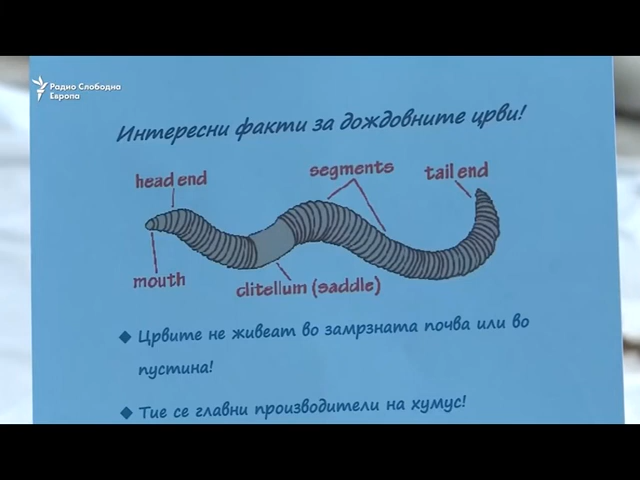 Радио Слободна
Европа
Интересни факти за дождовните црви!
head end
segments
tail end
mouth
clitellum (saddle)
Црвите не живеат во замрзната почва или во
пустина!
Тие се главни производители на хумус!